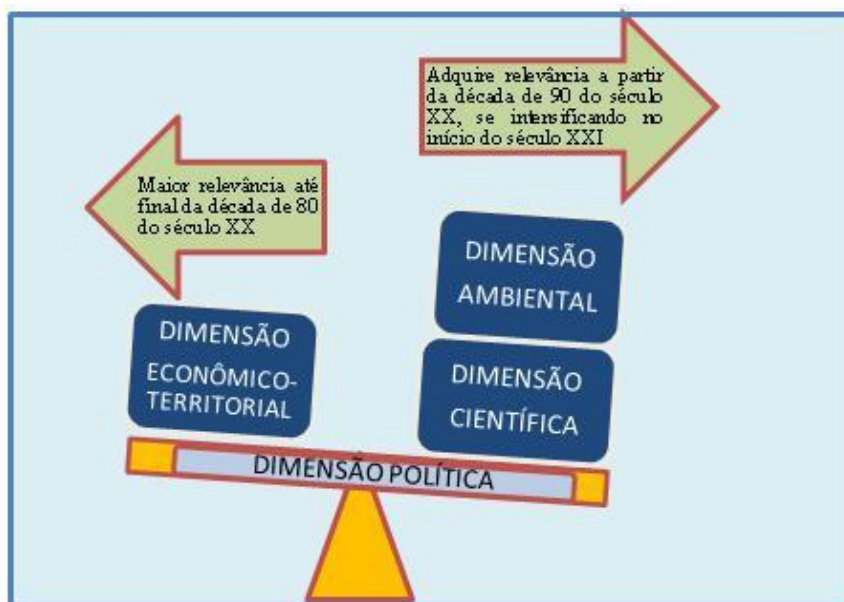 Adquire relevância a partir
da década de 90 do século
XX, se intensificando no
início do século XXI
Maior relevância até
final da década de 80
do século XX
DIMENSÃO
AMBIENTAL
DIMENSÃO
ECONÔMICO-
TERRITORIAL
DIMENSÃO
CIENTÍFICA
DIMENSÃO POLÍTICA